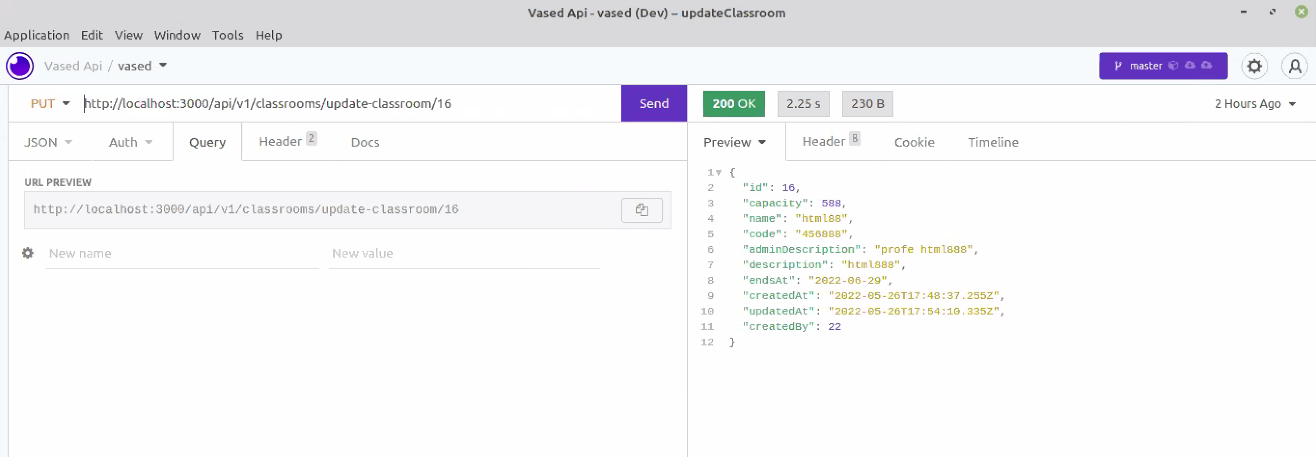 Vased Api - vased (Dev) – updateClassroom
Application Edit View Window Tools Help
Vased Api / vased
master
PUT http://localhost:3000/api/v1/classrooms/update-classroom/16 Send 200 OK 2.25 s 230 B 2 Hours Ago
JSON Auth Query Header 2 Docs Preview Header 8 Cookie Timeline
URL PREVIEW
http://localhost:3000/api/v1/classrooms/update-classroom/16
New name New value
1 {
2 "id": 16,
3 "capacity": 588,
4 "name": "html88",
5 "code": "456888",
6 "adminDescription": "profe html888",
7 "description": "html888",
8 "endsAt": "2022-06-29",
9 "createdAt": "2022-05-26T17:48:37.255Z",
10 "updatedAt": "2022-05-26T17:54:10.335Z",
11 "createdBy": 22
12 }